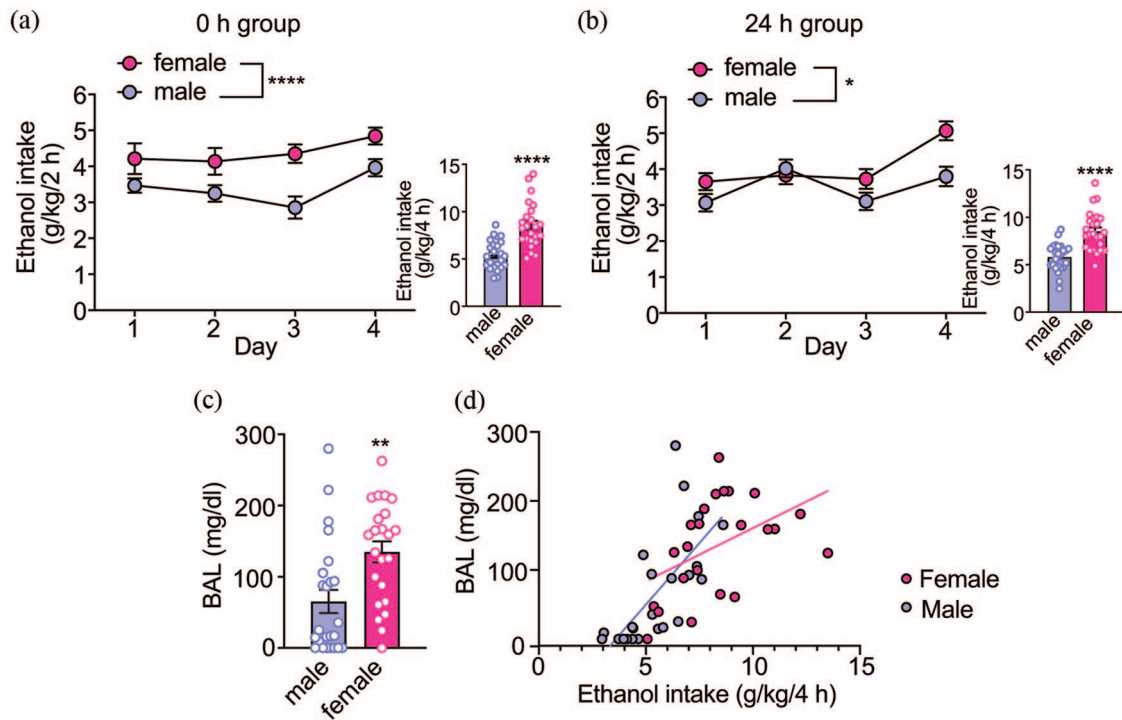 (a) 0 h group
female
male
****
Ethanol intake
(g/kg/2 h)
6
5
4
3
2
1
0
1 2 3 4
Day
Ethanol intake
(g/kg/4 h)
15
10
5
0
****
male
female
(b) 24 h group
female
male
*
Ethanol intake
(g/kg/2 h)
6
5
4
3
2
1
0
1 2 3 4
Day
Ethanol intake
(g/kg/4 h)
15
10
5
0
****
male
female
(c)
BAL (mg/dl)
300
200
100
0
**
male
female
(d)
BAL (mg/dl)
300
200
100
0
0 5 10 15
Ethanol intake (g/kg/4 h)
Female
Male